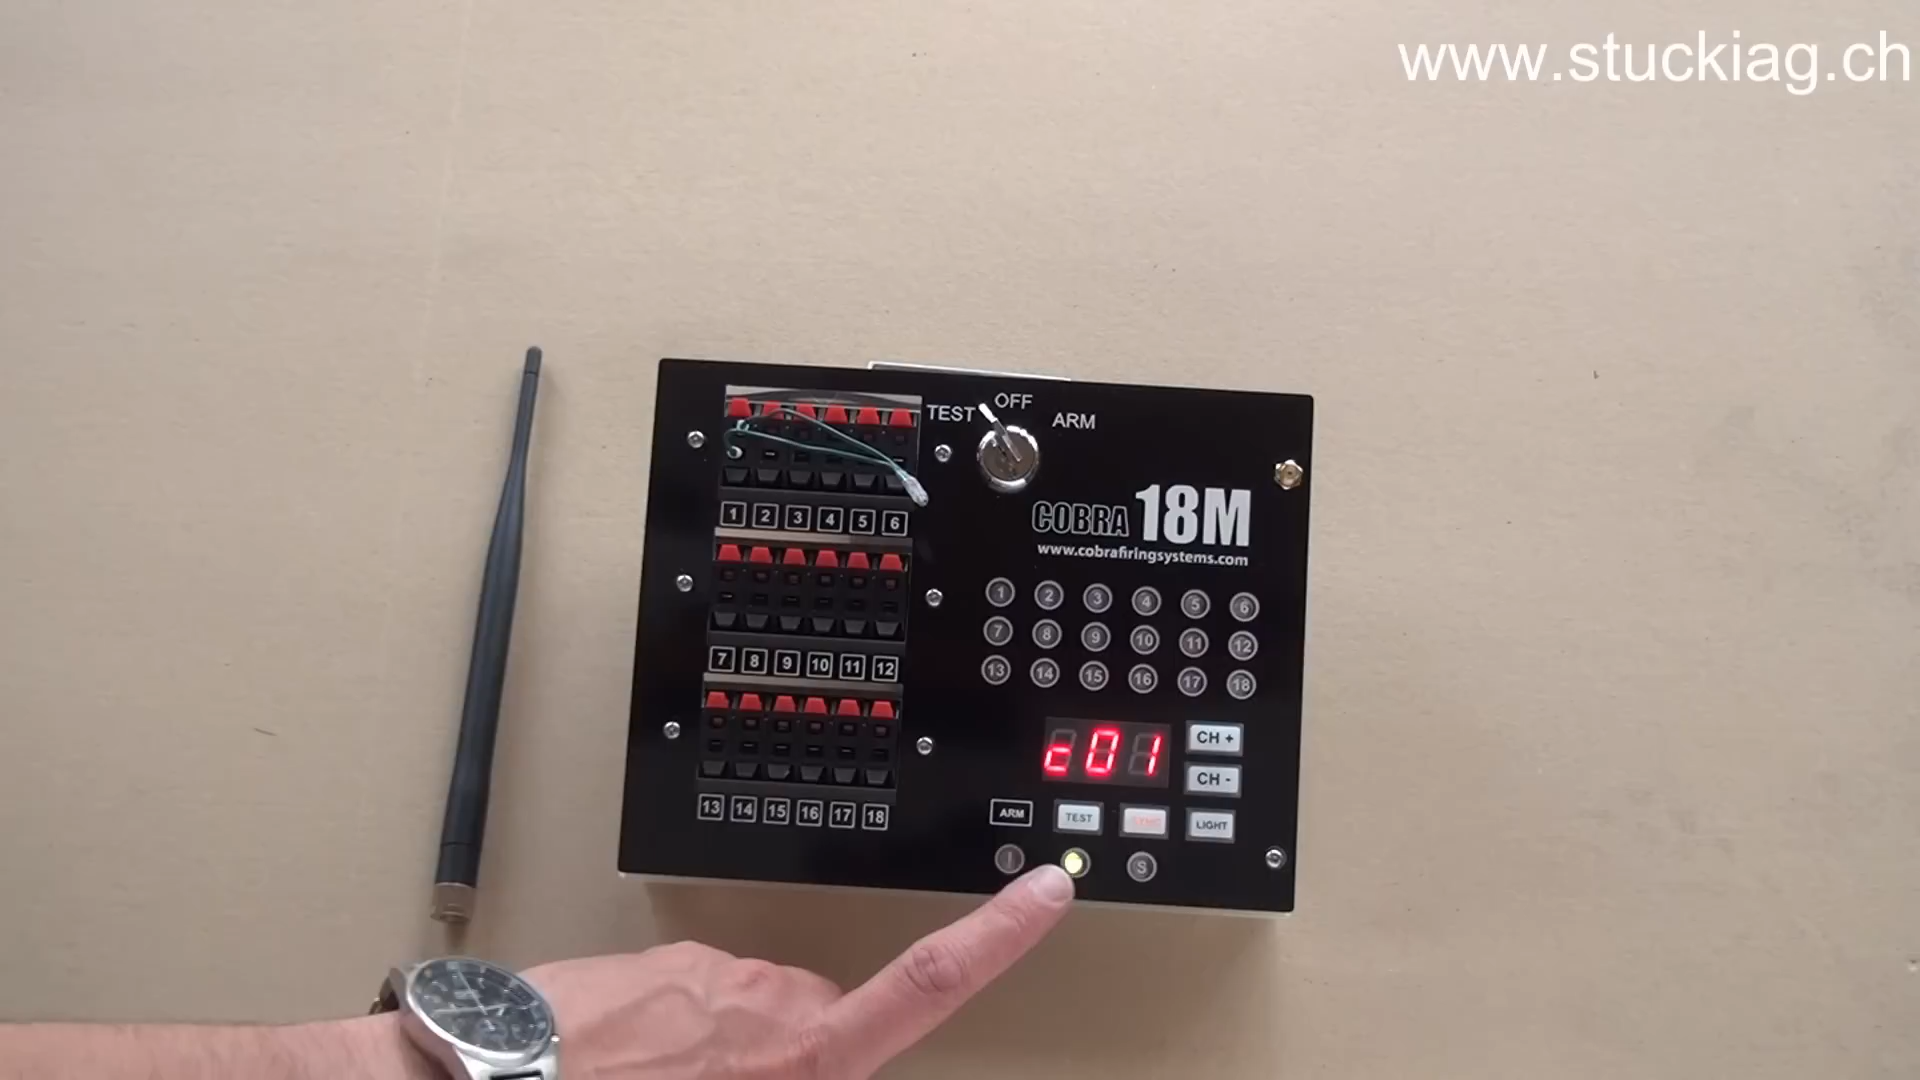 www.stuckiag.ch
TEST OFF ARM
COBRA 18M
www.cobrafiringsystems.com
1 2 3 4 5 6
1 2 3 4 5 6
7 8 9 10 11 12
13 14 15 16 17 18
7 8 9 10 11 12
c01
CH +
CH -
13 14 15 16 17 18
ARM TEST SYNC LIGHT
S